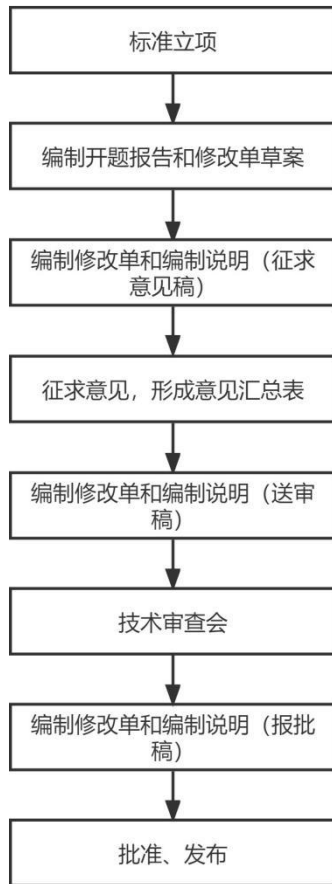 标准立项
编制开题报告和修改单草案
编制修改单和编制说明（征求
意见稿）
征求意见，形成意见汇总表
编制修改单和编制说明（送审
稿）
技术审查会
编制修改单和编制说明（报批
稿）
批准、发布